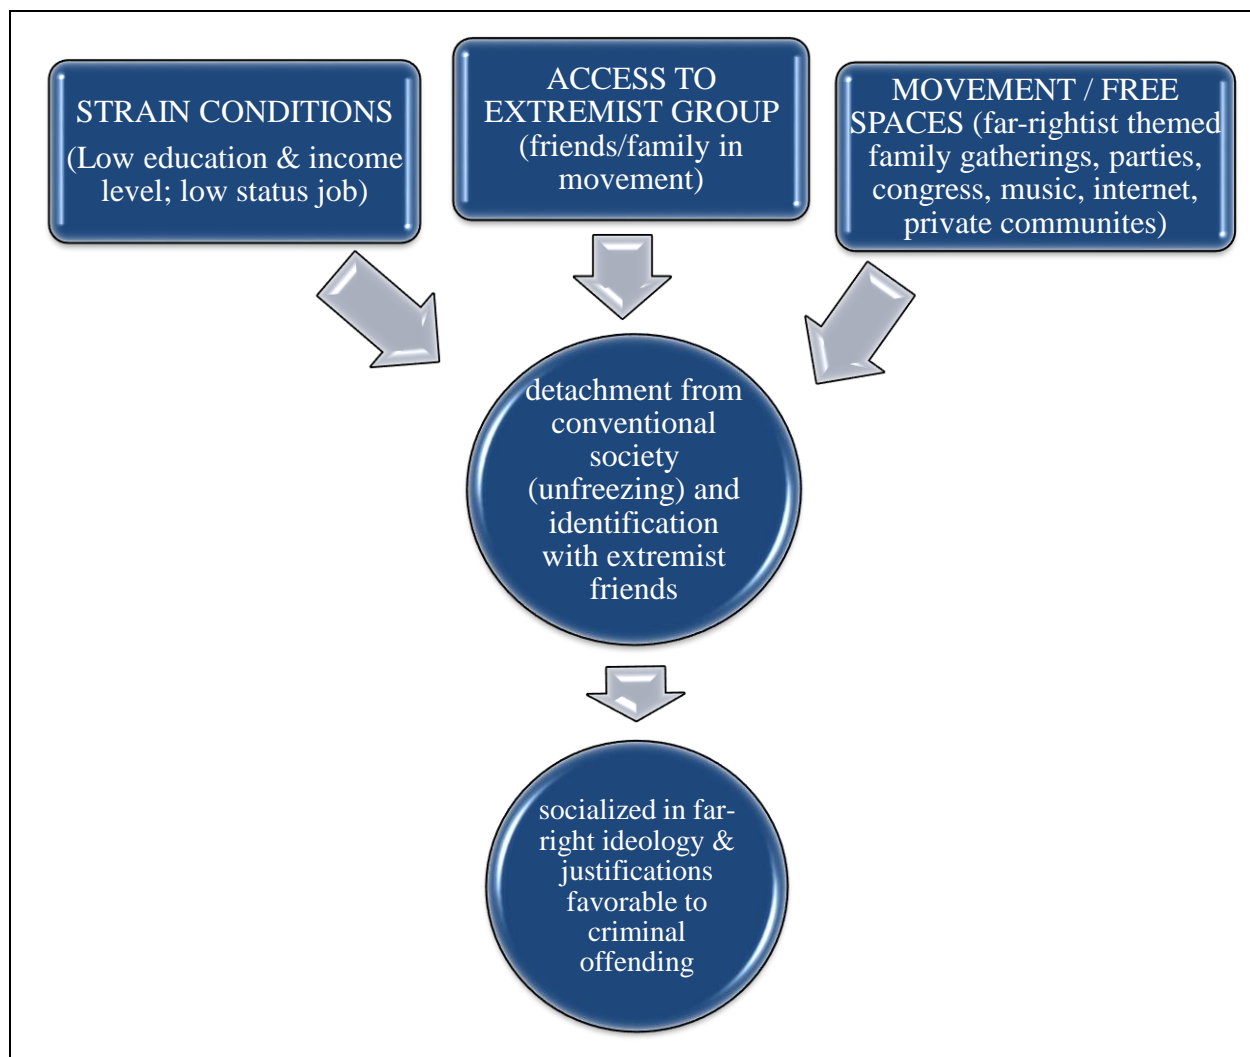 STRAIN CONDITIONS
(Low education & income
level; low status job)
ACCESS TO
EXTREMIST GROUP
(friends/family in
movement)
MOVEMENT / FREE
SPACES (far-rightist themed
family gatherings, parties,
congress, music, internet,
private communites)
detachment from
conventional
society
(unfreezing) and
identification
with extremist
friends
socialized in far-
right ideology &
justifications
favorable to
criminal
offending